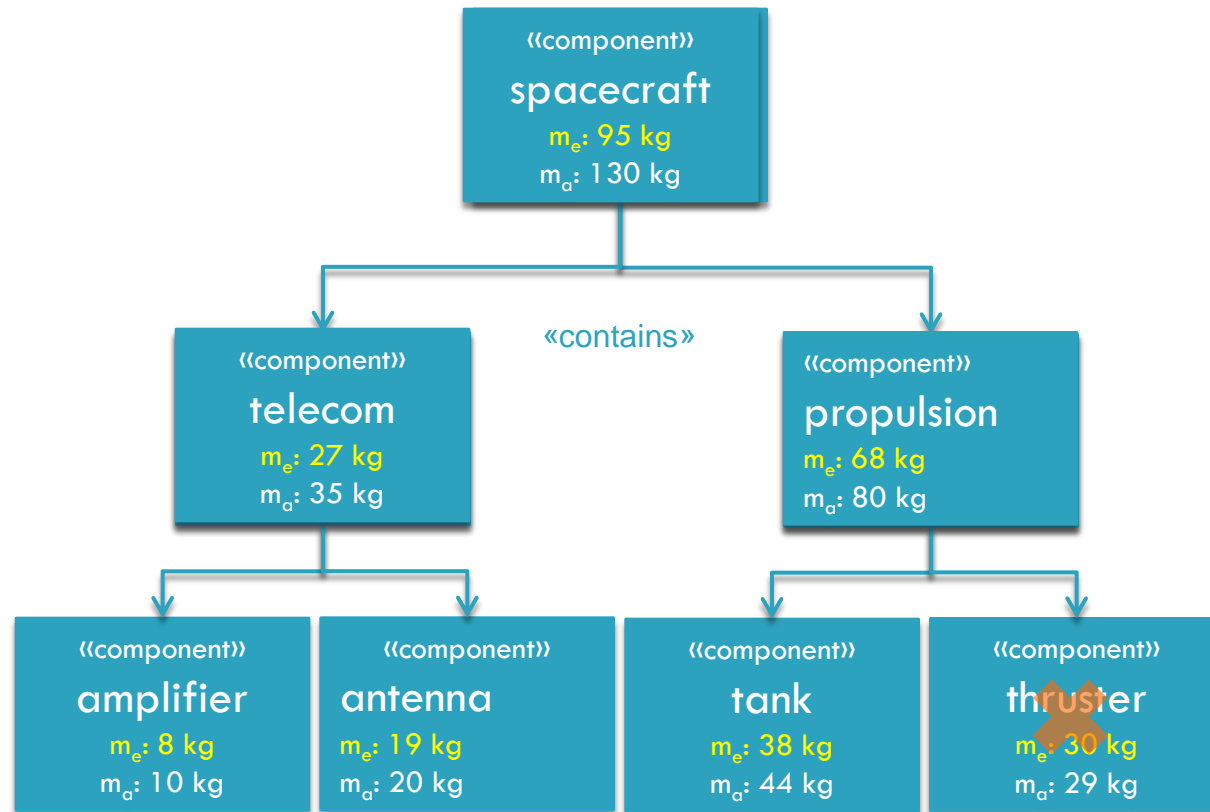 «component»
spacecraft
mₑ: 95 kg
mₐ: 130 kg
«contains»
«component»
telecom
mₑ: 27 kg
mₐ: 35 kg
«component»
propulsion
mₑ: 68 kg
mₐ: 80 kg
«component»
amplifier
mₑ: 8 kg
mₐ: 10 kg
«component»
antenna
mₑ: 19 kg
mₐ: 20 kg
«component»
tank
mₑ: 38 kg
mₐ: 44 kg
«component»
thruster
mₑ: 30 kg
mₐ: 29 kg